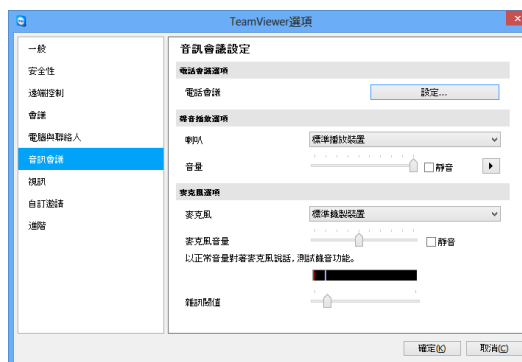 TeamViewer選項
一般
安全性
遠端控制
會議
電腦與聯絡人
音訊會議
視訊
自訂邀請
進階
音訊會議設定
電話會議選項
電話會議
設定...
聲音播放選項
喇叭
標準播放裝置
音量
靜音
麥克風選項
麥克風
標準錄製裝置
麥克風音量
靜音
以正常音量對著麥克風說話，測試錄音功能。
雜訊閥值
確定(K)
取消(C)